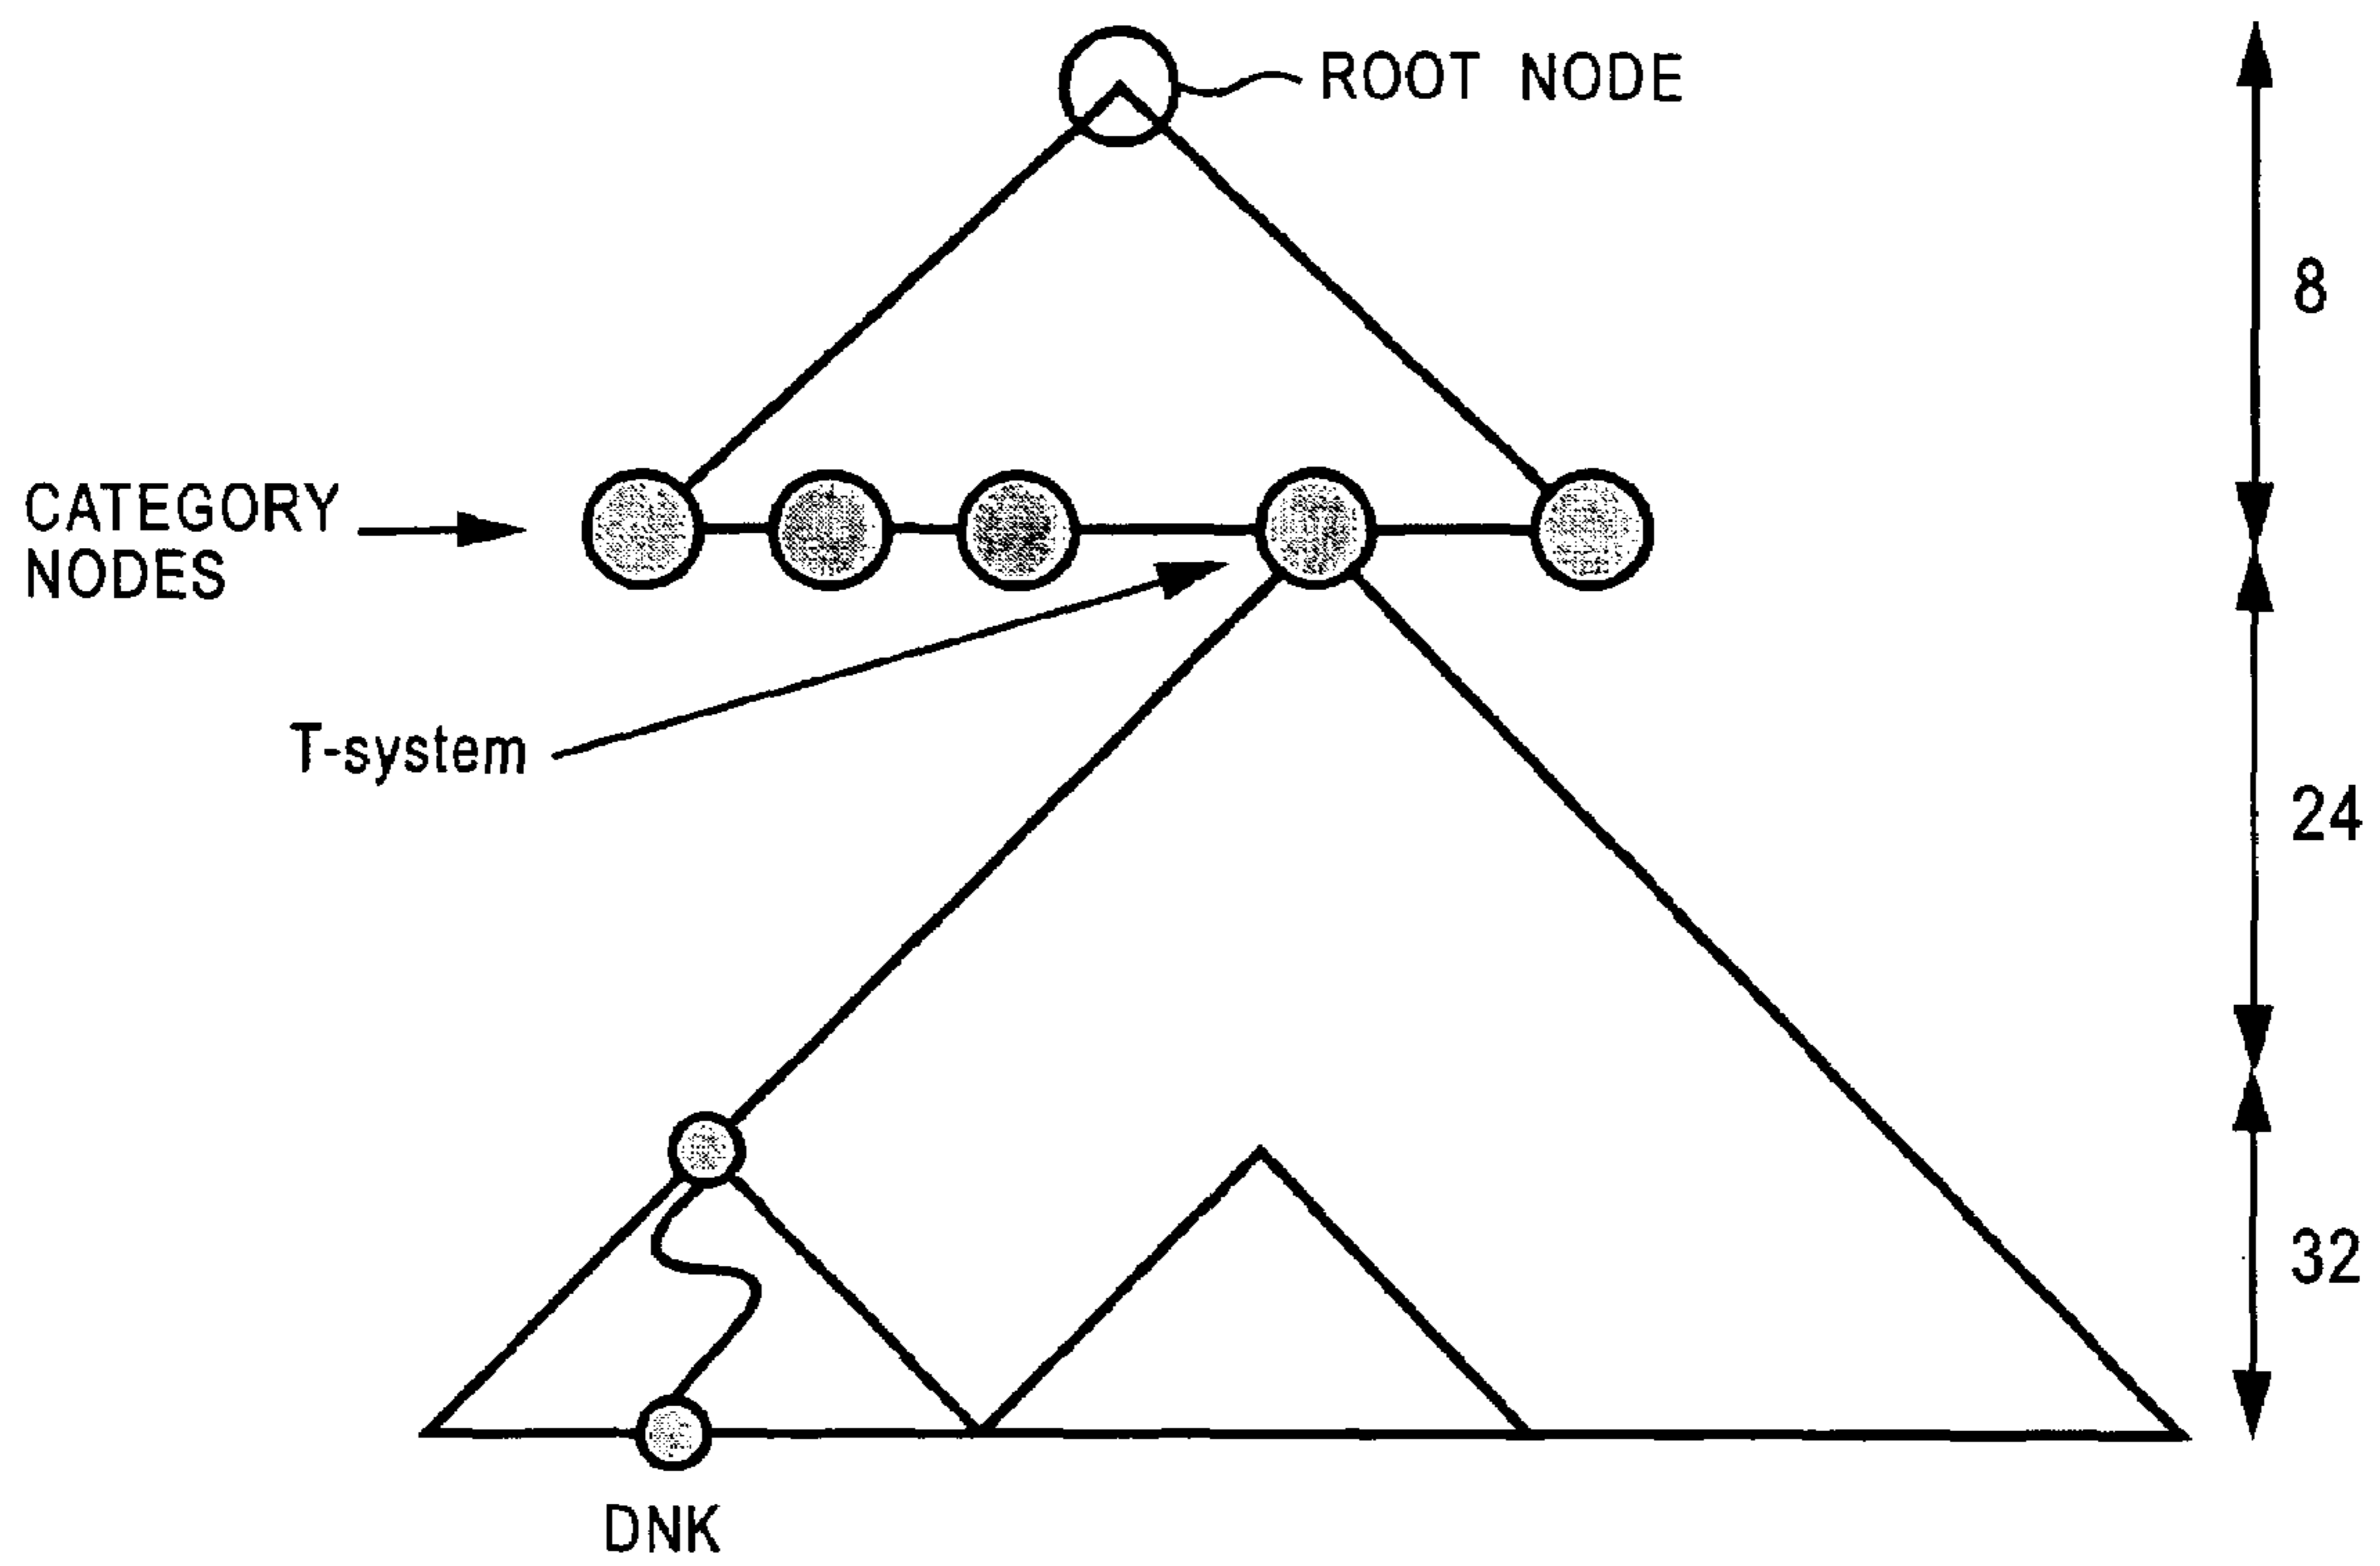 ROOT NODE
8
CATEGORY
NODES
T-system
24
32
DNK